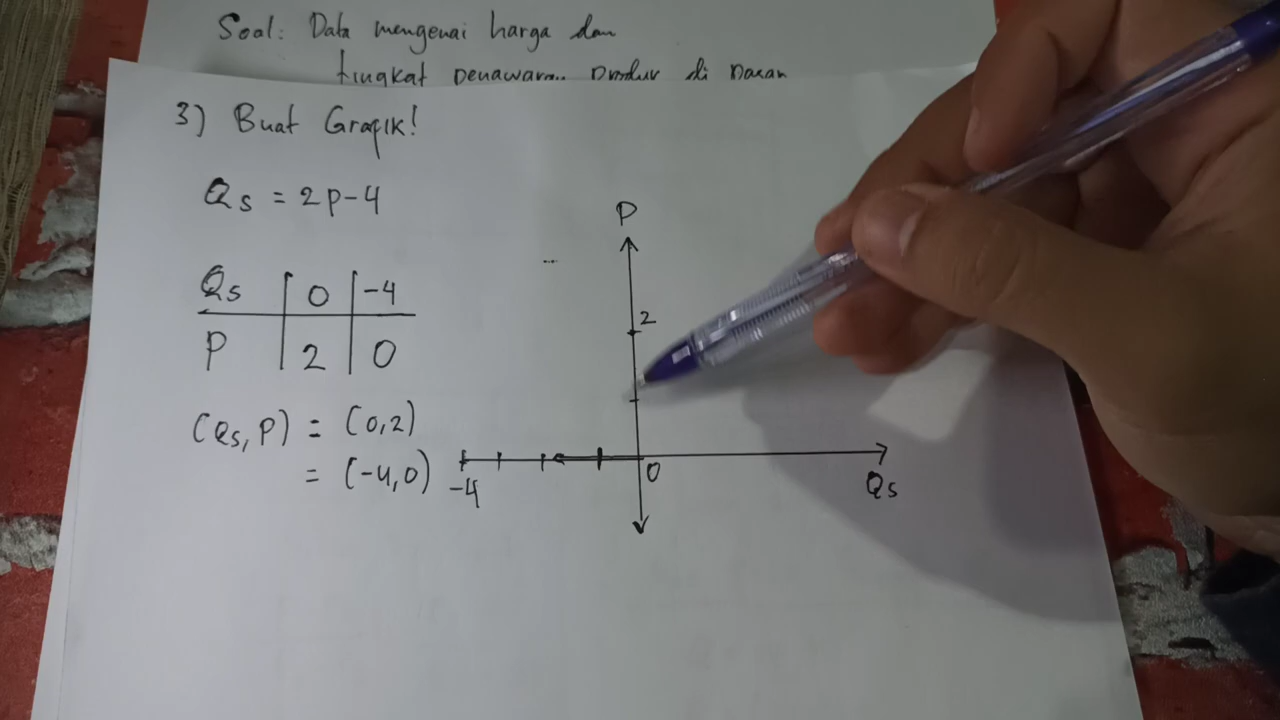 Soal: Data mengenai harga dan
tingkat
3) Buat Grafik!
Qs = 2P-4
Qs 0 -4
P 2 0
(Qs, P) = (0,2)
= (-4,0)
P
2
-4
0
Qs